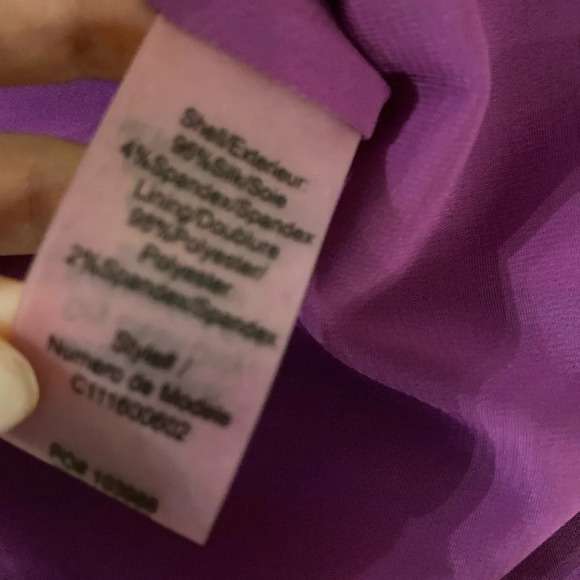 Shell/Exterieur:
96%Silk/Soie
4%Spandex/Spandex
Lining/Doublure
98%Polyester/
Polyester
2%Spandex/Spandex
Style# /
Numero de Modele
C111600602
PO#